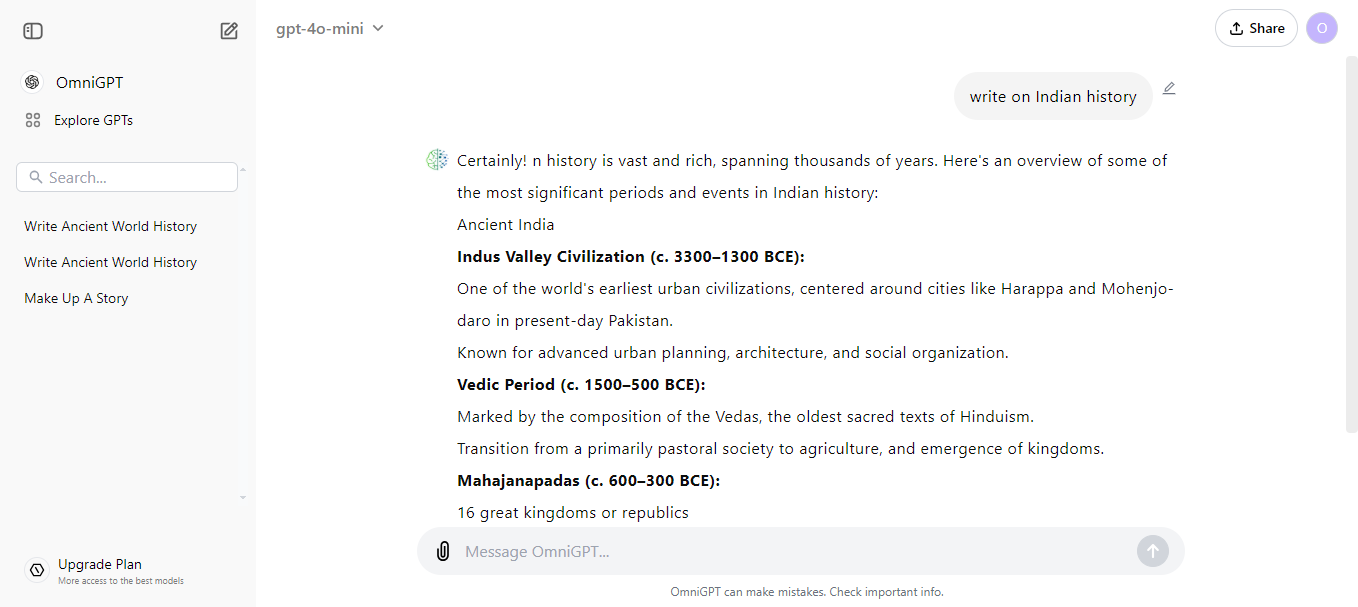 gpt-4o-mini
Share
O
OmniGPT
Explore GPTs
Search...
Write Ancient World History
Write Ancient World History
Make Up A Story
Upgrade Plan
More access to the best models
write on Indian history
Certainly! n history is vast and rich, spanning thousands of years. Here's an overview of some of
the most significant periods and events in Indian history:
Ancient India
Indus Valley Civilization (c. 3300–1300 BCE):
One of the world's earliest urban civilizations, centered around cities like Harappa and Mohenjo-
daro in present-day Pakistan.
Known for advanced urban planning, architecture, and social organization.
Vedic Period (c. 1500–500 BCE):
Marked by the composition of the Vedas, the oldest sacred texts of Hinduism.
Transition from a primarily pastoral society to agriculture, and emergence of kingdoms.
Mahajanapadas (c. 600–300 BCE):
16 great kingdoms or republics
Message OmniGPT...
OmniGPT can make mistakes. Check important info.